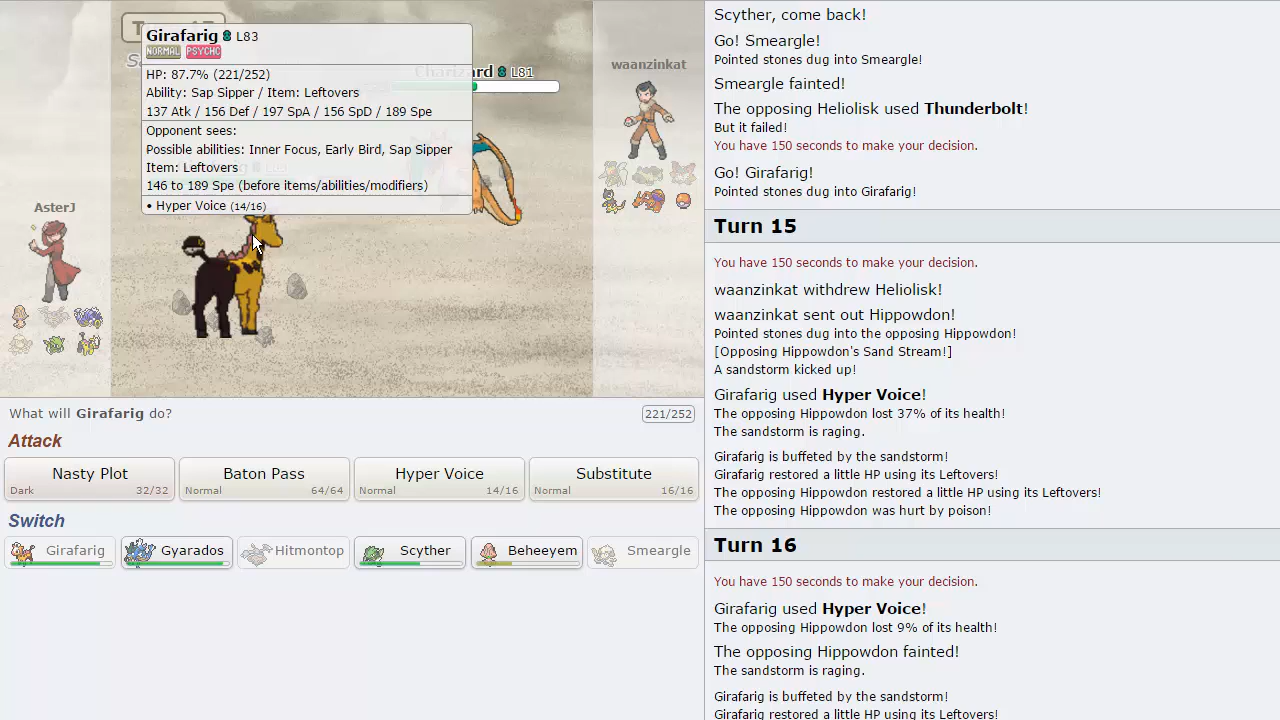 Girafarig L83
NORMAL PSYCHC
HP: 87.7% (221/252)
Ability: Sap Sipper / Item: Leftovers
137 Atk / 156 Def / 197 SpA / 156 SpD / 189 Spe
Opponent sees:
Possible abilities: Inner Focus, Early Bird, Sap Sipper
Item: Leftovers
146 to 189 Spe (before items/abilities/modifiers)
• Hyper Voice (14/16)
Charizard L81
waanzinkat
AsterJ
What will Girafarig do?
221/252
Attack
Nasty Plot
Dark 32/32
Baton Pass
Normal 64/64
Hyper Voice
Normal 14/16
Substitute
Normal 16/16
Switch
Girafarig
Gyarados
Hitmontop
Scyther
Beheeyem
Smeargle
Scyther, come back!
Go! Smeargle!
Pointed stones dug into Smeargle!
Smeargle fainted!
The opposing Heliolisk used Thunderbolt!
But it failed!
You have 150 seconds to make your decision.
Go! Girafarig!
Pointed stones dug into Girafarig!
Turn 15
You have 150 seconds to make your decision.
waanzinkat withdrew Heliolisk!
waanzinkat sent out Hippowdon!
Pointed stones dug into the opposing Hippowdon!
[Opposing Hippowdon's Sand Stream!]
A sandstorm kicked up!
Girafarig used Hyper Voice!
The opposing Hippowdon lost 37% of its health!
The sandstorm is raging.
Girafarig is buffeted by the sandstorm!
Girafarig restored a little HP using its Leftovers!
The opposing Hippowdon restored a little HP using its Leftovers!
The opposing Hippowdon was hurt by poison!
Turn 16
You have 150 seconds to make your decision.
Girafarig used Hyper Voice!
The opposing Hippowdon lost 9% of its health!
The opposing Hippowdon fainted!
The sandstorm is raging.
Girafarig is buffeted by the sandstorm!
Girafarig restored a little HP using its Leftovers!